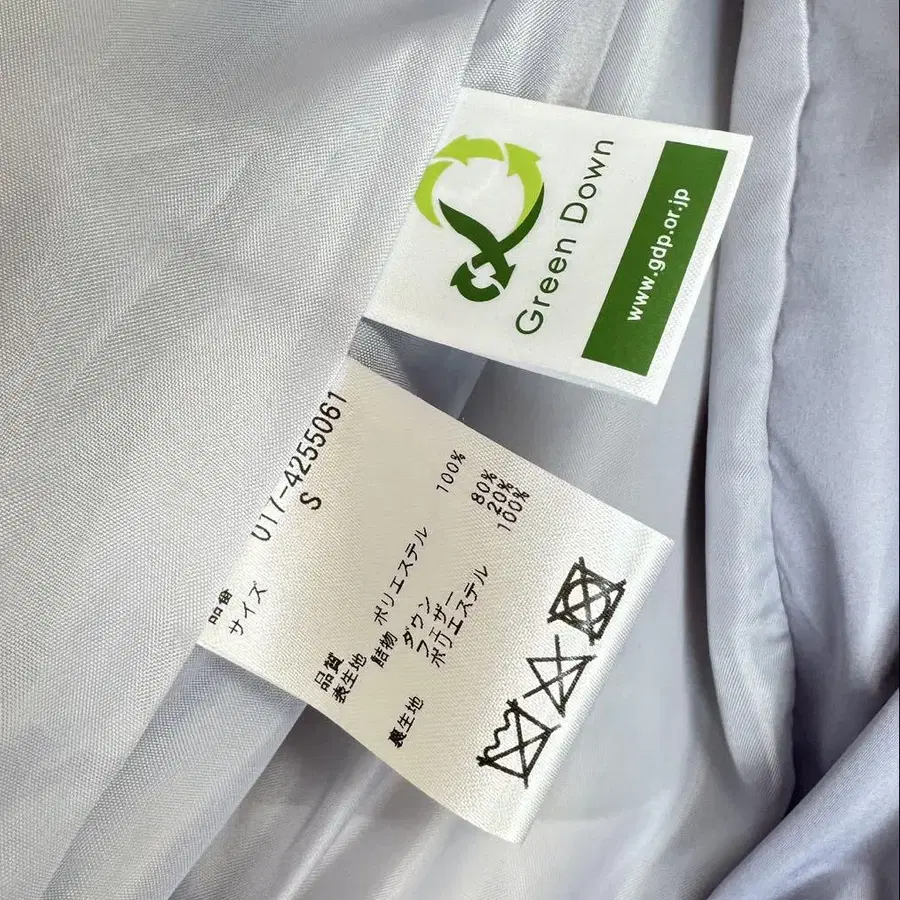 Green Down
www.gdp.or.jp
品番 U17-4255061
サイズ S
品質
表生地 ポリエステル 100%
詰物 ダウン 80%
フェザー 20%
裏生地 ポリエステル 100%